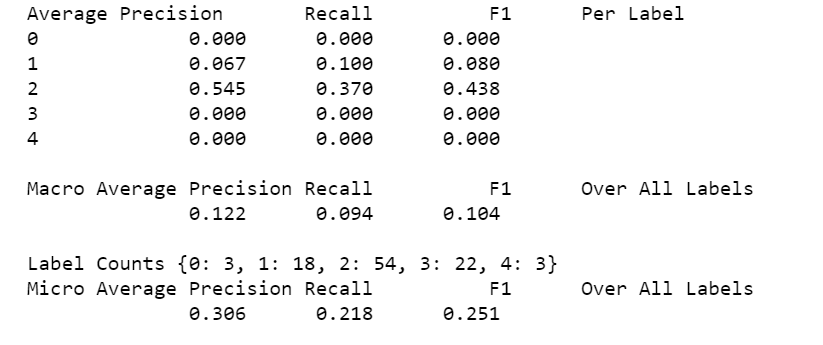 Average Precision Recall F1 Per Label
0 0.000 0.000 0.000
1 0.067 0.100 0.080
2 0.545 0.370 0.438
3 0.000 0.000 0.000
4 0.000 0.000 0.000
Macro Average Precision Recall F1 Over All Labels
0.122 0.094 0.104
Label Counts {0: 3, 1: 18, 2: 54, 3: 22, 4: 3}
Micro Average Precision Recall F1 Over All Labels
0.306 0.218 0.251